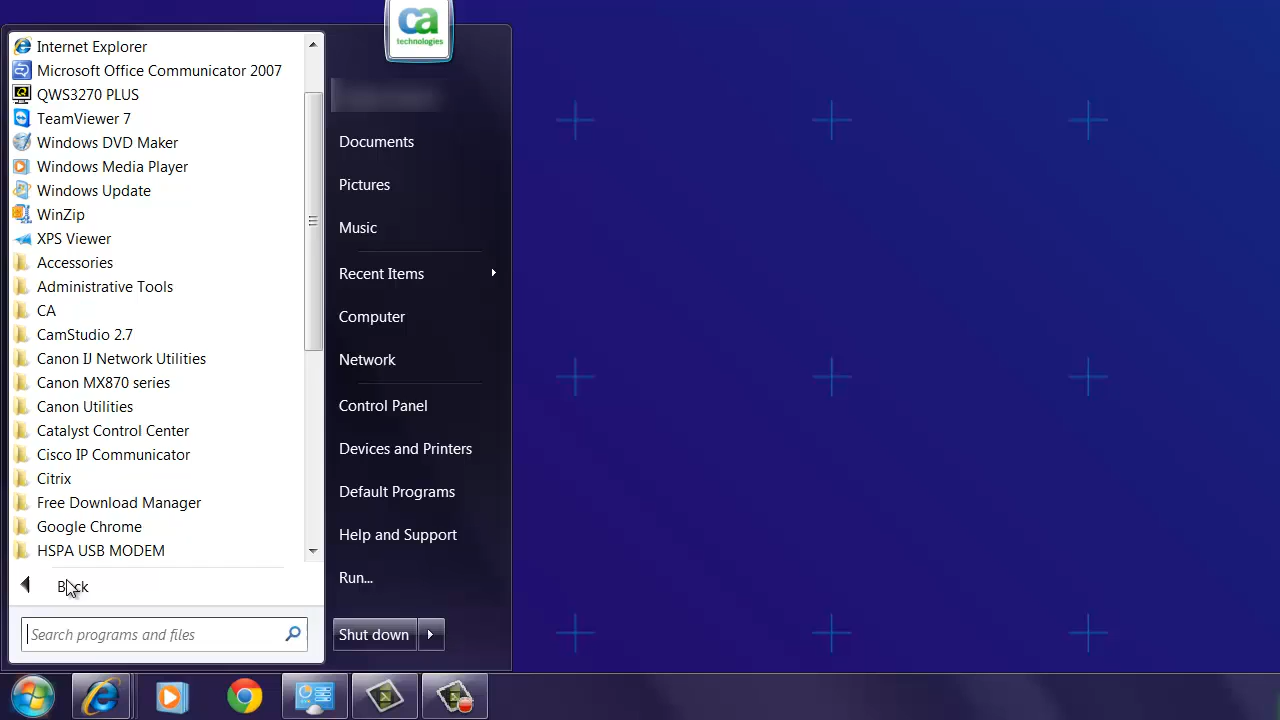 Internet Explorer
Microsoft Office Communicator 2007
QWS3270 PLUS
TeamViewer 7
Windows DVD Maker
Windows Media Player
Windows Update
WinZip
XPS Viewer
Accessories
Administrative Tools
CA
CamStudio 2.7
Canon IJ Network Utilities
Canon MX870 series
Canon Utilities
Catalyst Control Center
Cisco IP Communicator
Citrix
Free Download Manager
Google Chrome
HSPA USB MODEM
Back
Search programs and files
ca
technologies
Documents
Pictures
Music
Recent Items
Computer
Network
Control Panel
Devices and Printers
Default Programs
Help and Support
Run...
Shut down